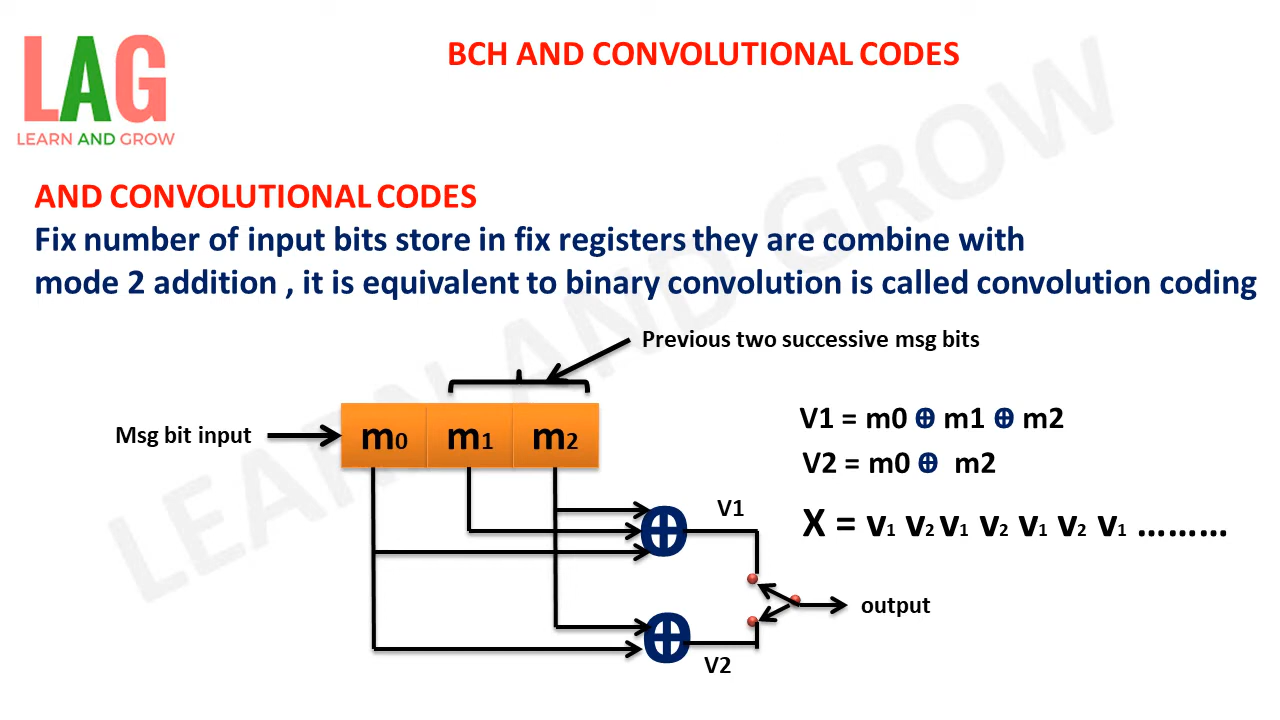 LAG
LEARN AND GROW
BCH AND CONVOLUTIONAL CODES
AND CONVOLUTIONAL CODES
Fix number of input bits store in fix registers they are combine with
mode 2 addition , it is equivalent to binary convolution is called convolution coding
Previous two successive msg bits
Msg bit input
m0 m1 m2
V1 = m0 ⊕ m1 ⊕ m2
V2 = m0 ⊕ m2
X = v1 v2 v1 v2 v1 v2 v1 .........
⊕
V1
output
⊕
V2
LEARN AND GROW